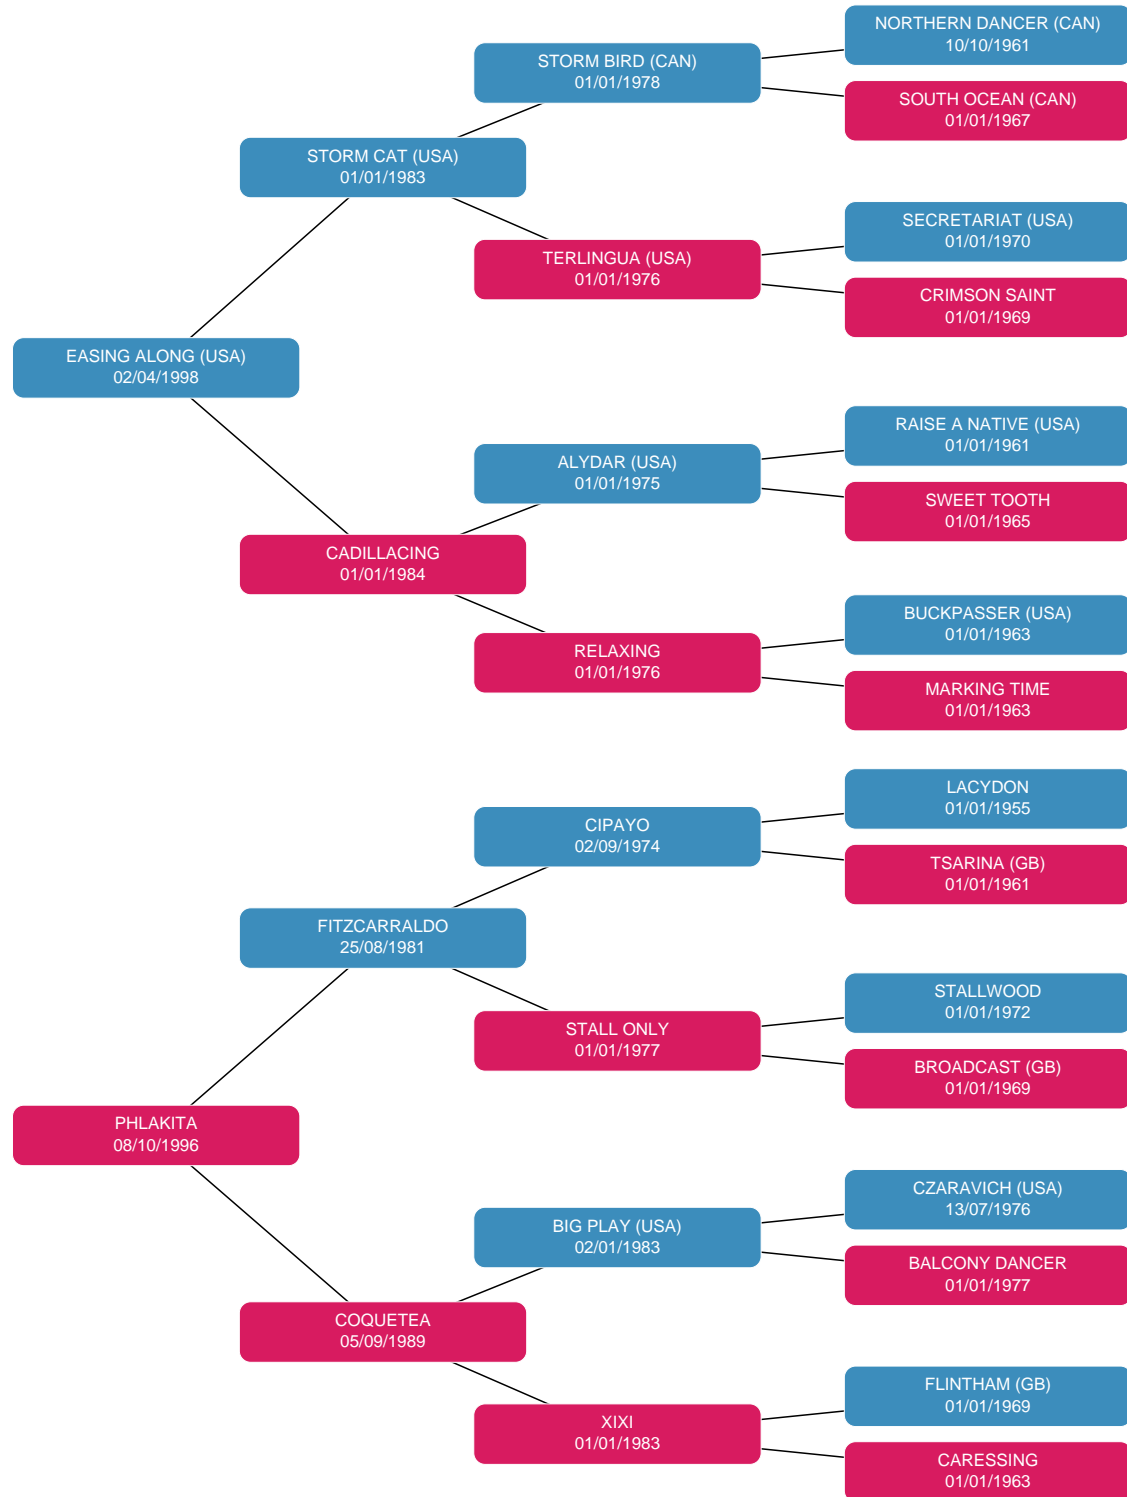 NORTHERN DANCER (CAN)
10/10/1961
STORM BIRD (CAN)
01/01/1978
SOUTH OCEAN (CAN)
01/01/1967
STORM CAT (USA)
01/01/1983
SECRETARIAT (USA)
01/01/1970
TERLINGUA (USA)
01/01/1976
CRIMSON SAINT
01/01/1969
EASING ALONG (USA)
02/04/1998
RAISE A NATIVE (USA)
01/01/1961
ALYDAR (USA)
01/01/1975
SWEET TOOTH
01/01/1965
CADILLACING
01/01/1984
BUCKPASSER (USA)
01/01/1963
RELAXING
01/01/1976
MARKING TIME
01/01/1963
LACYDON
01/01/1955
CIPAYO
02/09/1974
TSARINA (GB)
01/01/1961
FITZCARRALDO
25/08/1981
STALLWOOD
01/01/1972
STALL ONLY
01/01/1977
BROADCAST (GB)
01/01/1969
PHLAKITA
08/10/1996
CZARAVICH (USA)
13/07/1976
BIG PLAY (USA)
02/01/1983
BALCONY DANCER
01/01/1977
COQUETEA
05/09/1989
FLINTHAM (GB)
01/01/1969
XIXI
01/01/1983
CARESSING
01/01/1963